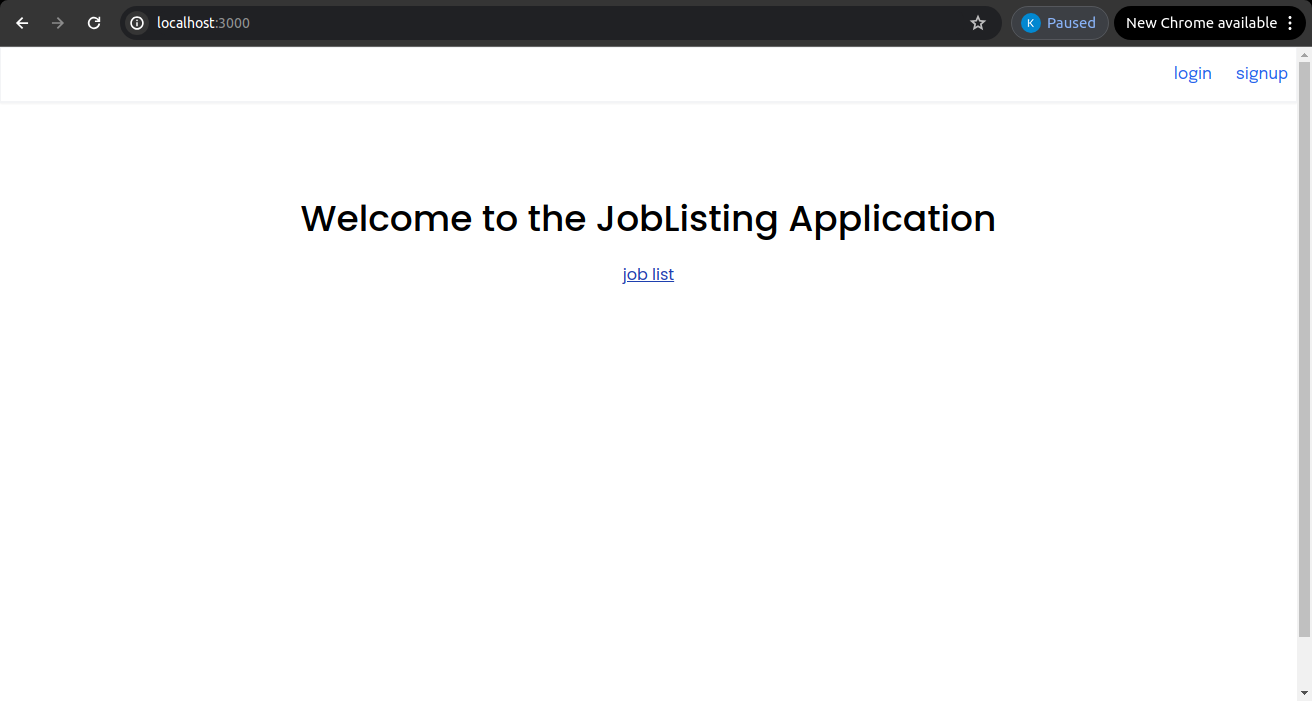 localhost:3000
K Paused
New Chrome available
login signup
Welcome to the JobListing Application
job list